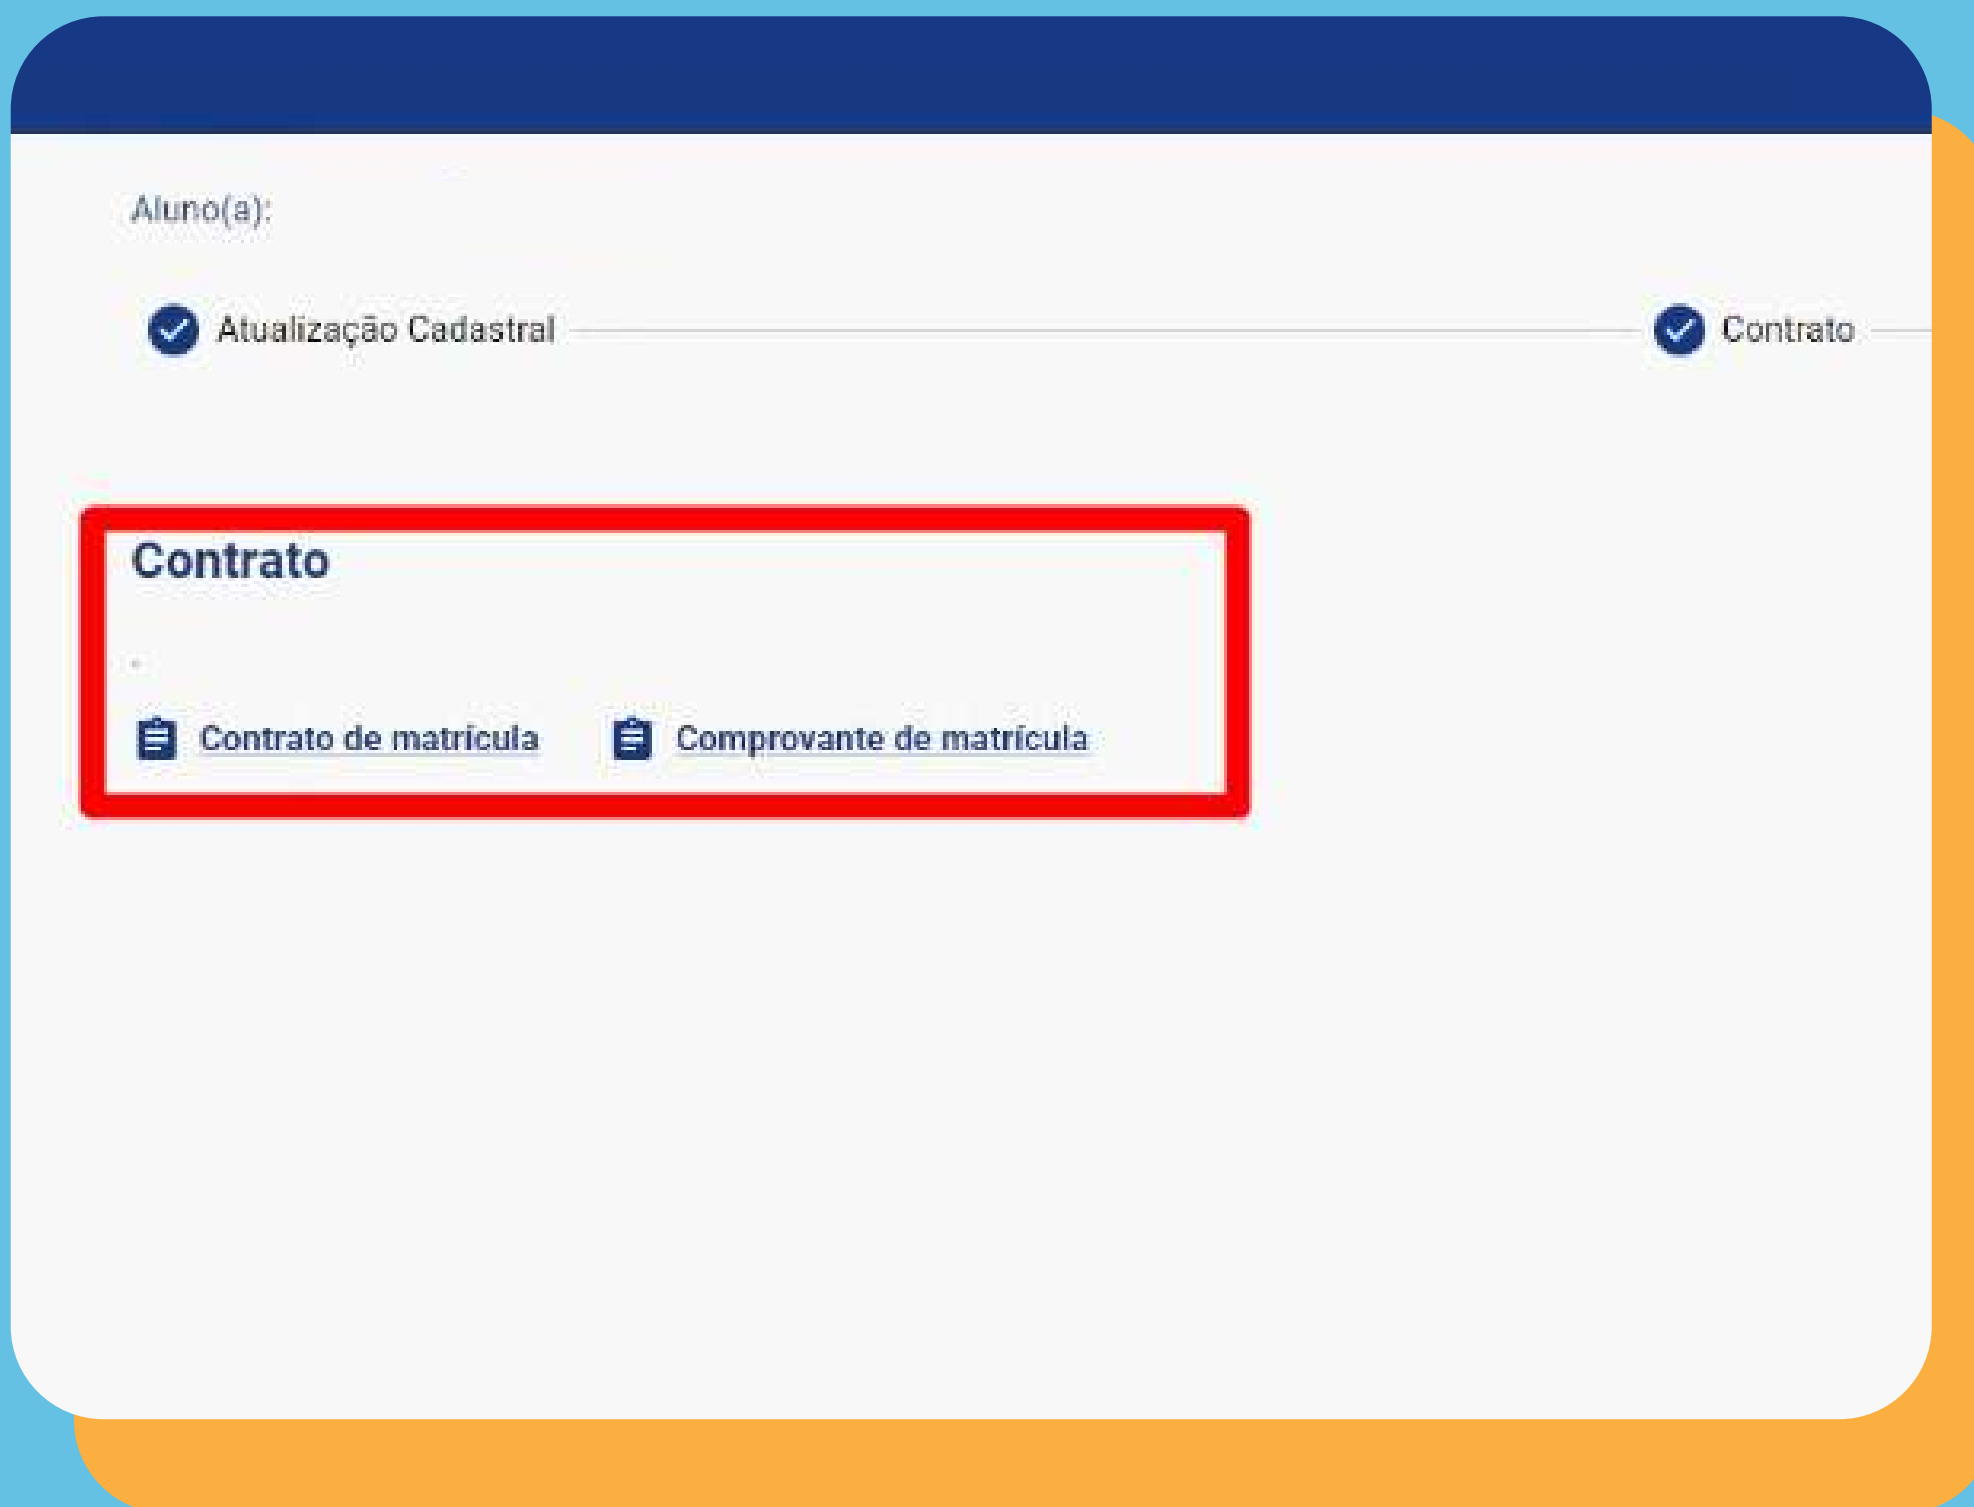 Aluno(a):
Atualização Cadastral
Contrato
Contrato
Contrato de matrícula
Comprovante de matrícula